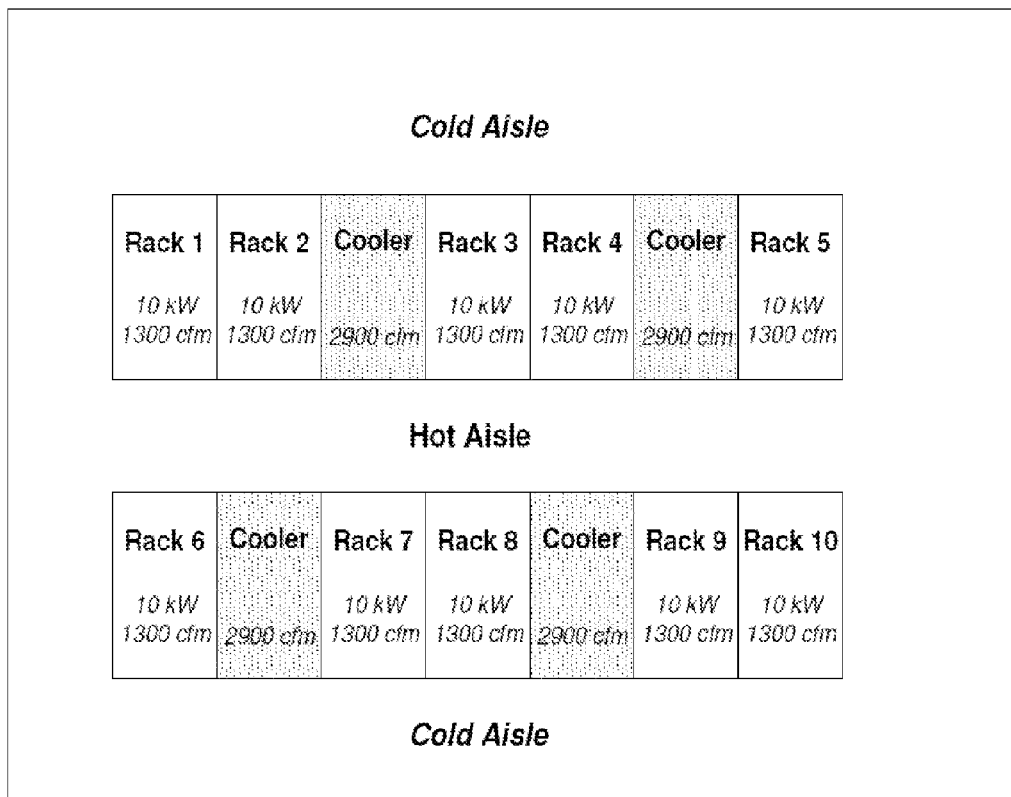 Cold Aisle
Rack 1 Rack 2 Cooler Rack 3 Rack 4 Cooler Rack 5
10 kW 10 kW 10 kW 10 kW 10 kW
1300 cfm 1300 cfm 2900 cfm 1300 cfm 1300 cfm 2900 cfm 1300 cfm
Hot Aisle
Rack 6 Cooler Rack 7 Rack 8 Cooler Rack 9 Rack 10
10 kW 10 kW 10 kW 10 kW 10 kW
1300 cfm 2900 cfm 1300 cfm 1300 cfm 2900 cfm 1300 cfm 1300 cfm
Cold Aisle